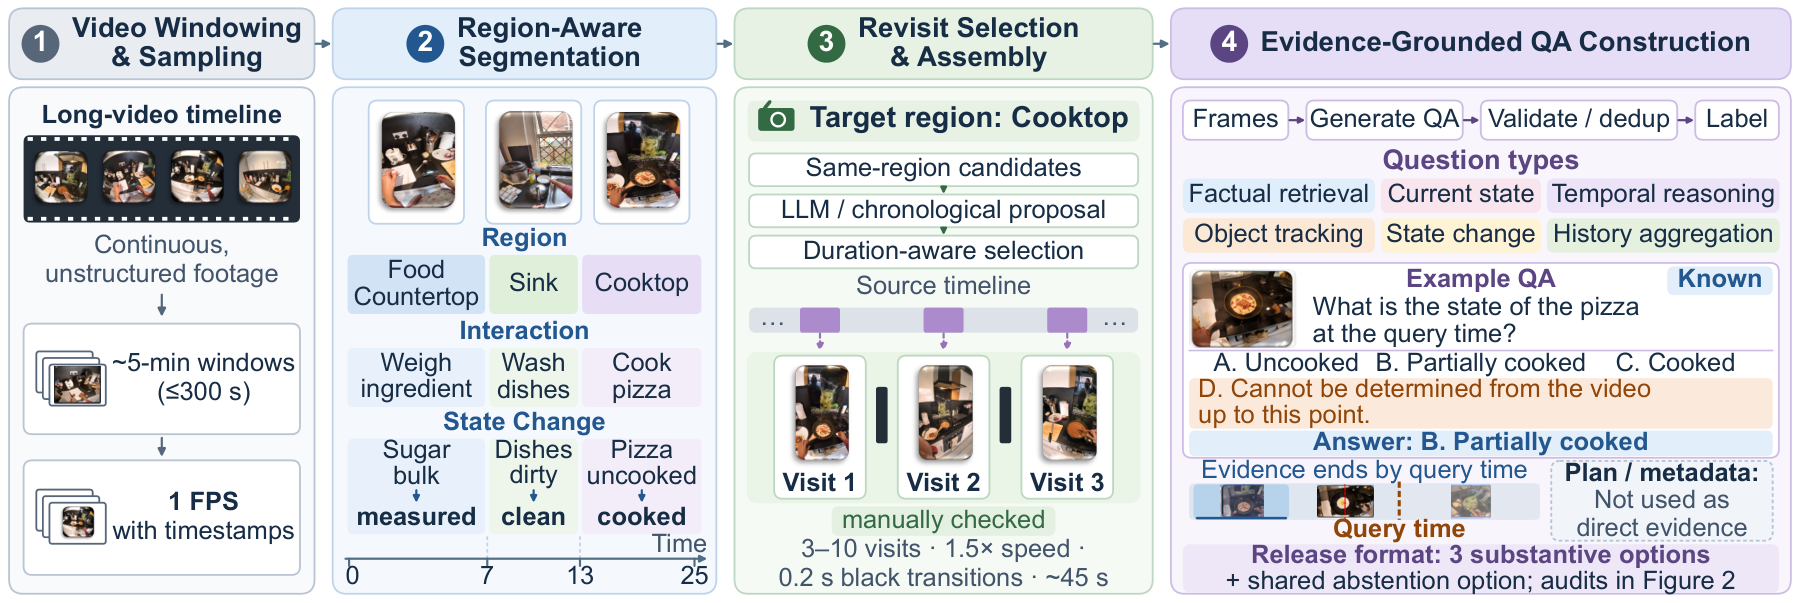 1
Video Windowing
& Sampling
Long-video timeline
Continuous,
unstructured footage
~5-min windows
(≤300 s)
1 FPS
with timestamps
2
Region-Aware
Segmentation
Region
Food
Countertop
Sink
Cooktop
Interaction
Weigh
ingredient
Wash
dishes
Cook
pizza
State Change
Sugar
bulk
measured
Dishes
dirty
clean
Pizza
uncooked
cooked
Time
0 7 13 25
3
Revisit Selection
& Assembly
Target region: Cooktop
Same-region candidates
LLM / chronological proposal
Duration-aware selection
Source timeline
... ...
Visit 1 Visit 2 Visit 3
manually checked
3–10 visits · 1.5× speed ·
0.2 s black transitions · ~45 s
4
Evidence-Grounded QA Construction
Frames Generate QA Validate / dedup Label
Question types
Factual retrieval Current state Temporal reasoning
Object tracking State change History aggregation
Example QA Known
What is the state of the pizza
at the query time?
A. Uncooked B. Partially cooked C. Cooked
D. Cannot be determined from the video
up to this point.
Answer: B. Partially cooked
Evidence ends by query time
Query time
Plan / metadata:
Not used as
direct evidence
Release format: 3 substantive options
+ shared abstention option; audits in Figure 2